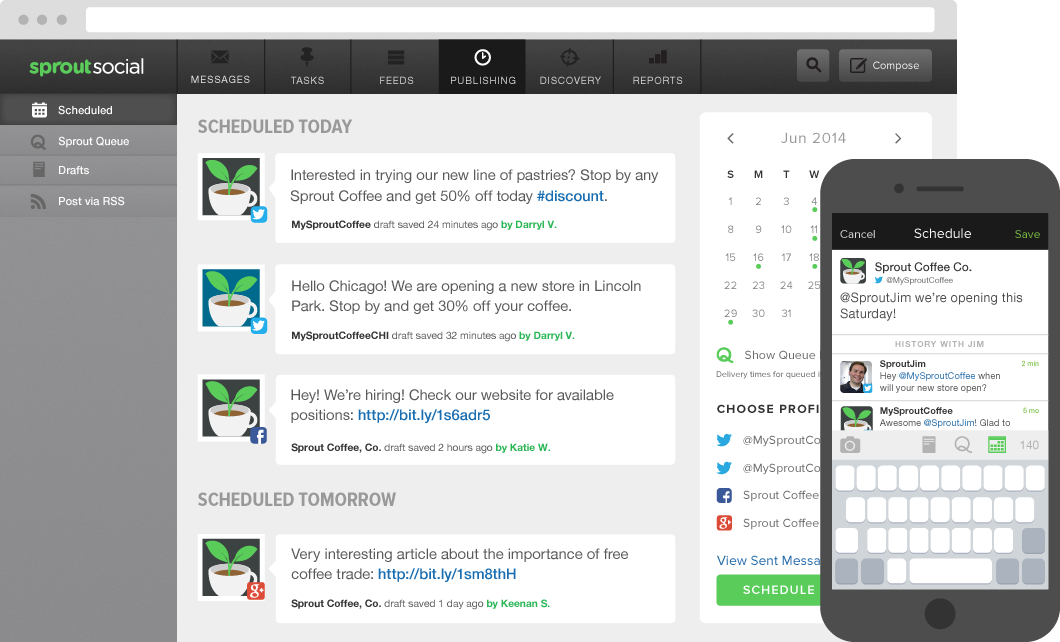 sproutsocial
MESSAGES
TASKS
FEEDS
PUBLISHING
DISCOVERY
REPORTS
Compose
Scheduled
Sprout Queue
Drafts
Post via RSS
SCHEDULED TODAY
Interested in trying our new line of pastries? Stop by any
Sprout Coffee and get 50% off today #discount.
MySproutCoffee draft saved 24 minutes ago by Darryl V.
Hello Chicago! We are opening a new store in Lincoln
Park. Stop by and get 30% off your coffee.
MySproutCoffeeCHI draft saved 32 minutes ago by Darryl V.
Hey! We’re hiring! Check our website for available
positions: http://bit.ly/1s6adr5
Sprout Coffee, Co. draft saved 2 hours ago by Katie W.
SCHEDULED TOMORROW
Very interesting article about the importance of free
coffee trade: http://bit.ly/1sm8thH
Sprout Coffee, Co. draft saved 1 day ago by Keenan S.
Jun 2014
S M T W
1 2 3 4
8 9 10 11
15 16 17 18
22 23 24 25
29 30 31
Show Queue
Delivery times for queued
CHOOSE PROFI
@MySproutCo
@MySproutCo
Sprout Coffee
Sprout Coffee
View Sent Messa
SCHEDULE
Cancel
Schedule
Save
Sprout Coffee Co.
@MySproutCoffee
@SproutJim we’re opening this
Saturday!
HISTORY WITH JIM
SproutJim
2 min
Hey @MySproutCoffee when
will your new store open?
MySproutCoffee
5 mo
Awesome @SproutJim! Glad to
140